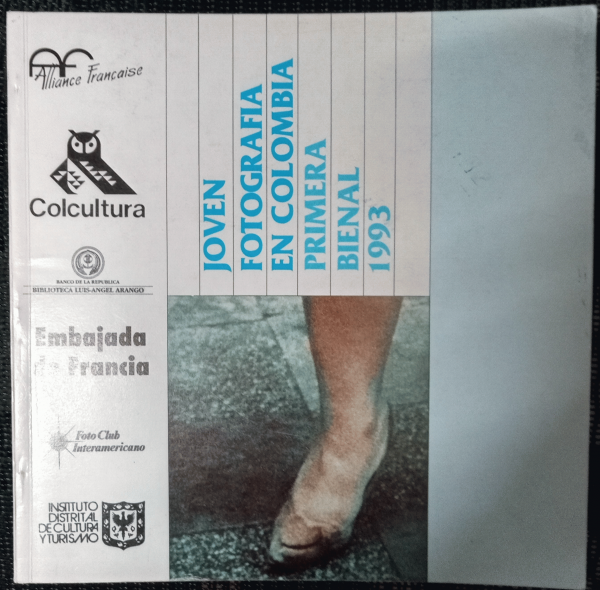 Alliance Française
Colcultura
BANCO DE LA REPUBLICA
BIBLIOTECA LUIS-ANGEL ARANGO
Embajada
de Francia
Foto Club
Interamericano
INSTITUTO
DISTRITAL
DE CULTURA
Y TURISMO
JOVEN
FOTOGRAFIA
EN COLOMBIA
PRIMERA
BIENAL
1993